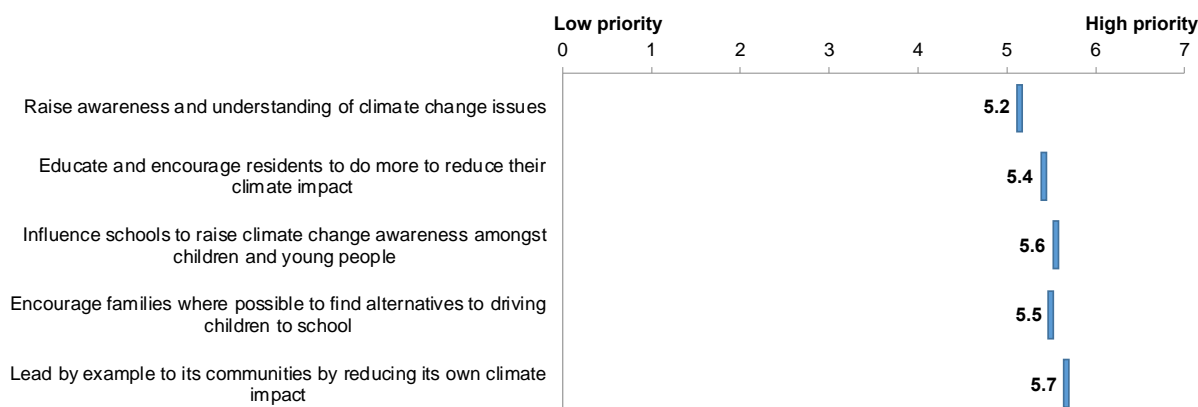 Low priority High priority
0 1 2 3 4 5 6 7
Raise awareness and understanding of climate change issues 5.2
Educate and encourage residents to do more to reduce their
climate impact 5.4
Influence schools to raise climate change awareness amongst
children and young people 5.6
Encourage families where possible to find alternatives to driving
children to school 5.5
Lead by example to its communities by reducing its own climate
impact 5.7